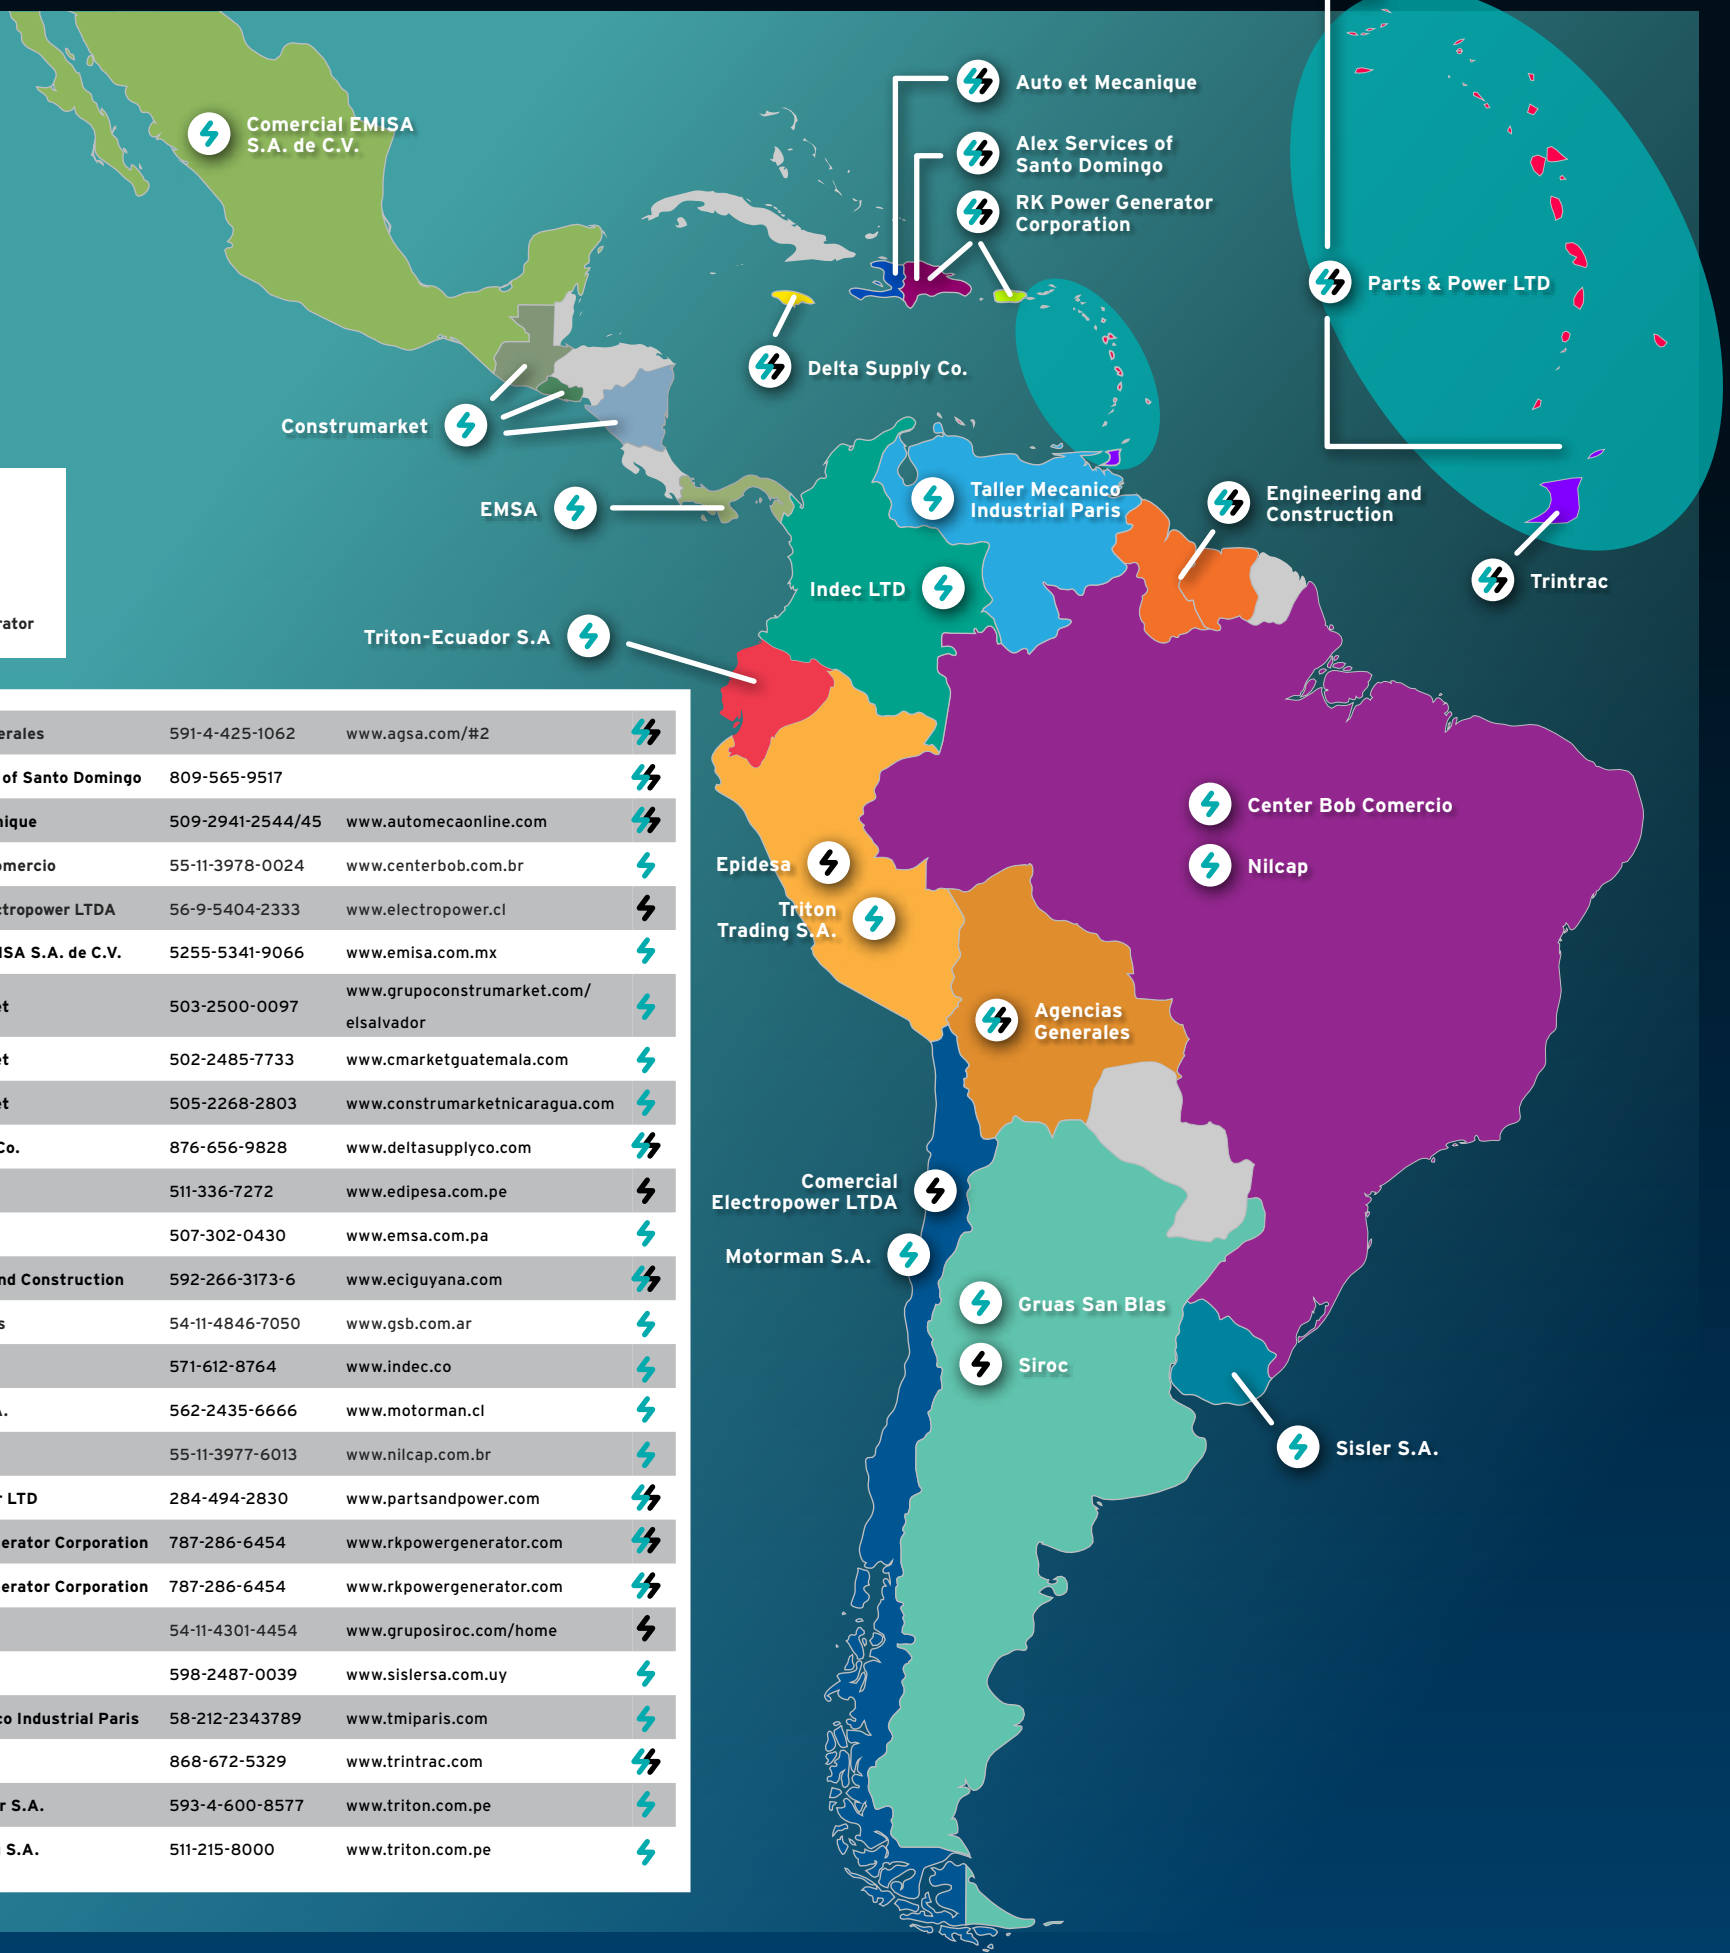 Comercial EMISA
S.A. de C.V.
Auto et Mecanique
Alex Services of
Santo Domingo
RK Power Generator
Corporation
Parts & Power LTD
Delta Supply Co.
Construmarket
EMSA
Taller Mecanico
Industrial Paris
Engineering and
Construction
Indec LTD
Trintrac
Triton-Ecuador S.A
Center Bob Comercio
Nilcap
Epidesa
Triton
Trading S.A.
Agencias
Generales
Comercial
Electropower LTDA
Motorman S.A.
Gruas San Blas
Siroc
Sisler S.A.
rator
erales 591-4-425-1062 www.agsa.com/#2
of Santo Domingo 809-565-9517
nique 509-2941-2544/45 www.automecaonline.com
omercio 55-11-3978-0024 www.centerbob.com.br
ctropower LTDA 56-9-5404-2333 www.electropower.cl
ISA S.A. de C.V. 5255-5341-9066 www.emisa.com.mx
et 503-2500-0097 www.grupoconstrumarket.com/
elsalvador
et 502-2485-7733 www.cmarketguatemala.com
et 505-2268-2803 www.construmarketnicaragua.com
Co. 876-656-9828 www.deltasupplyco.com
511-336-7272 www.edipesa.com.pe
507-302-0430 www.emsa.com.pa
nd Construction 592-266-3173-6 www.eciguyana.com
s 54-11-4846-7050 www.gsb.com.ar
571-612-8764 www.indec.co
. 562-2435-6666 www.motorman.cl
55-11-3977-6013 www.nilcap.com.br
r LTD 284-494-2830 www.partsandpower.com
erator Corporation 787-286-6454 www.rkpowergenerator.com
erator Corporation 787-286-6454 www.rkpowergenerator.com
54-11-4301-4454 www.gruposiroc.com/home
598-2487-0039 www.sislersa.com.uy
co Industrial Paris 58-212-2343789 www.tmiparis.com
868-672-5329 www.trintrac.com
r S.A. 593-4-600-8577 www.triton.com.pe
S.A. 511-215-8000 www.triton.com.pe